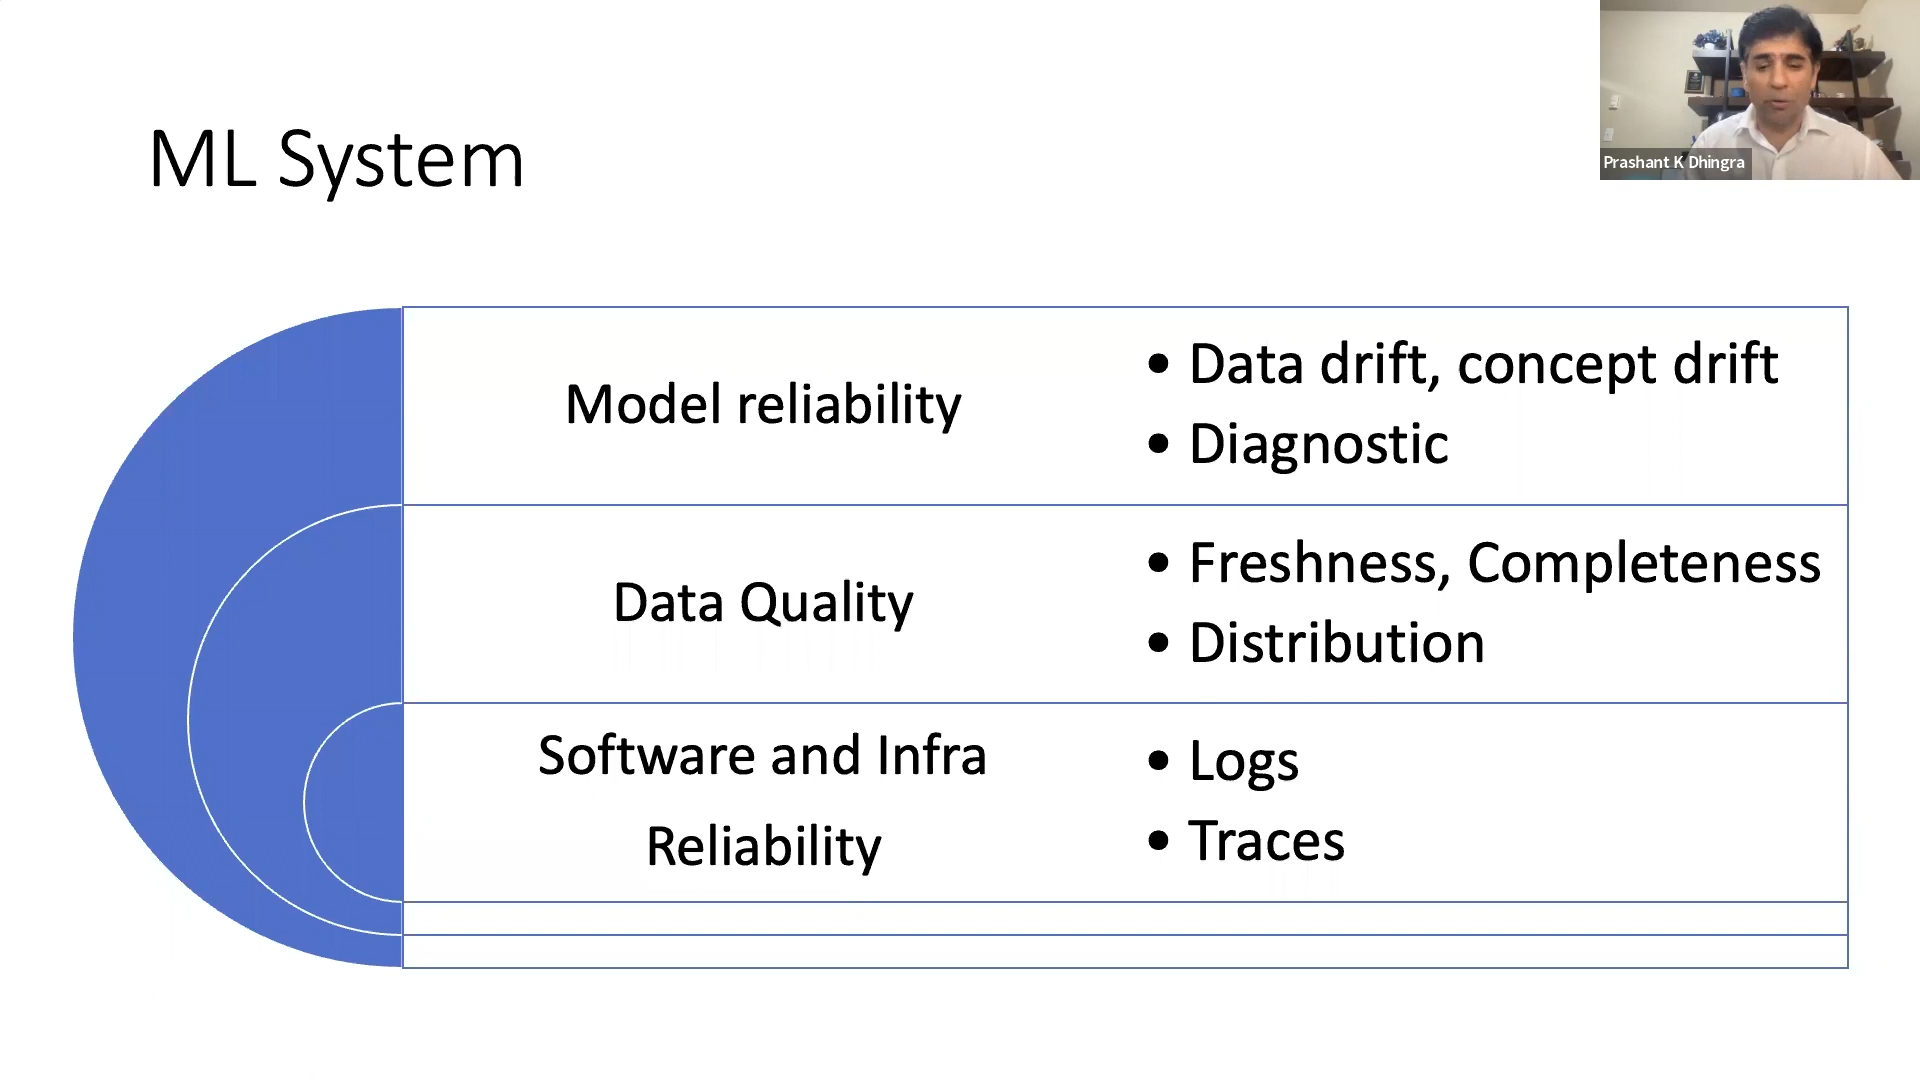 ML System
Prashant K Dhingra
Model reliability
• Data drift, concept drift
• Diagnostic
Data Quality
• Freshness, Completeness
• Distribution
Software and Infra
Reliability
• Logs
• Traces